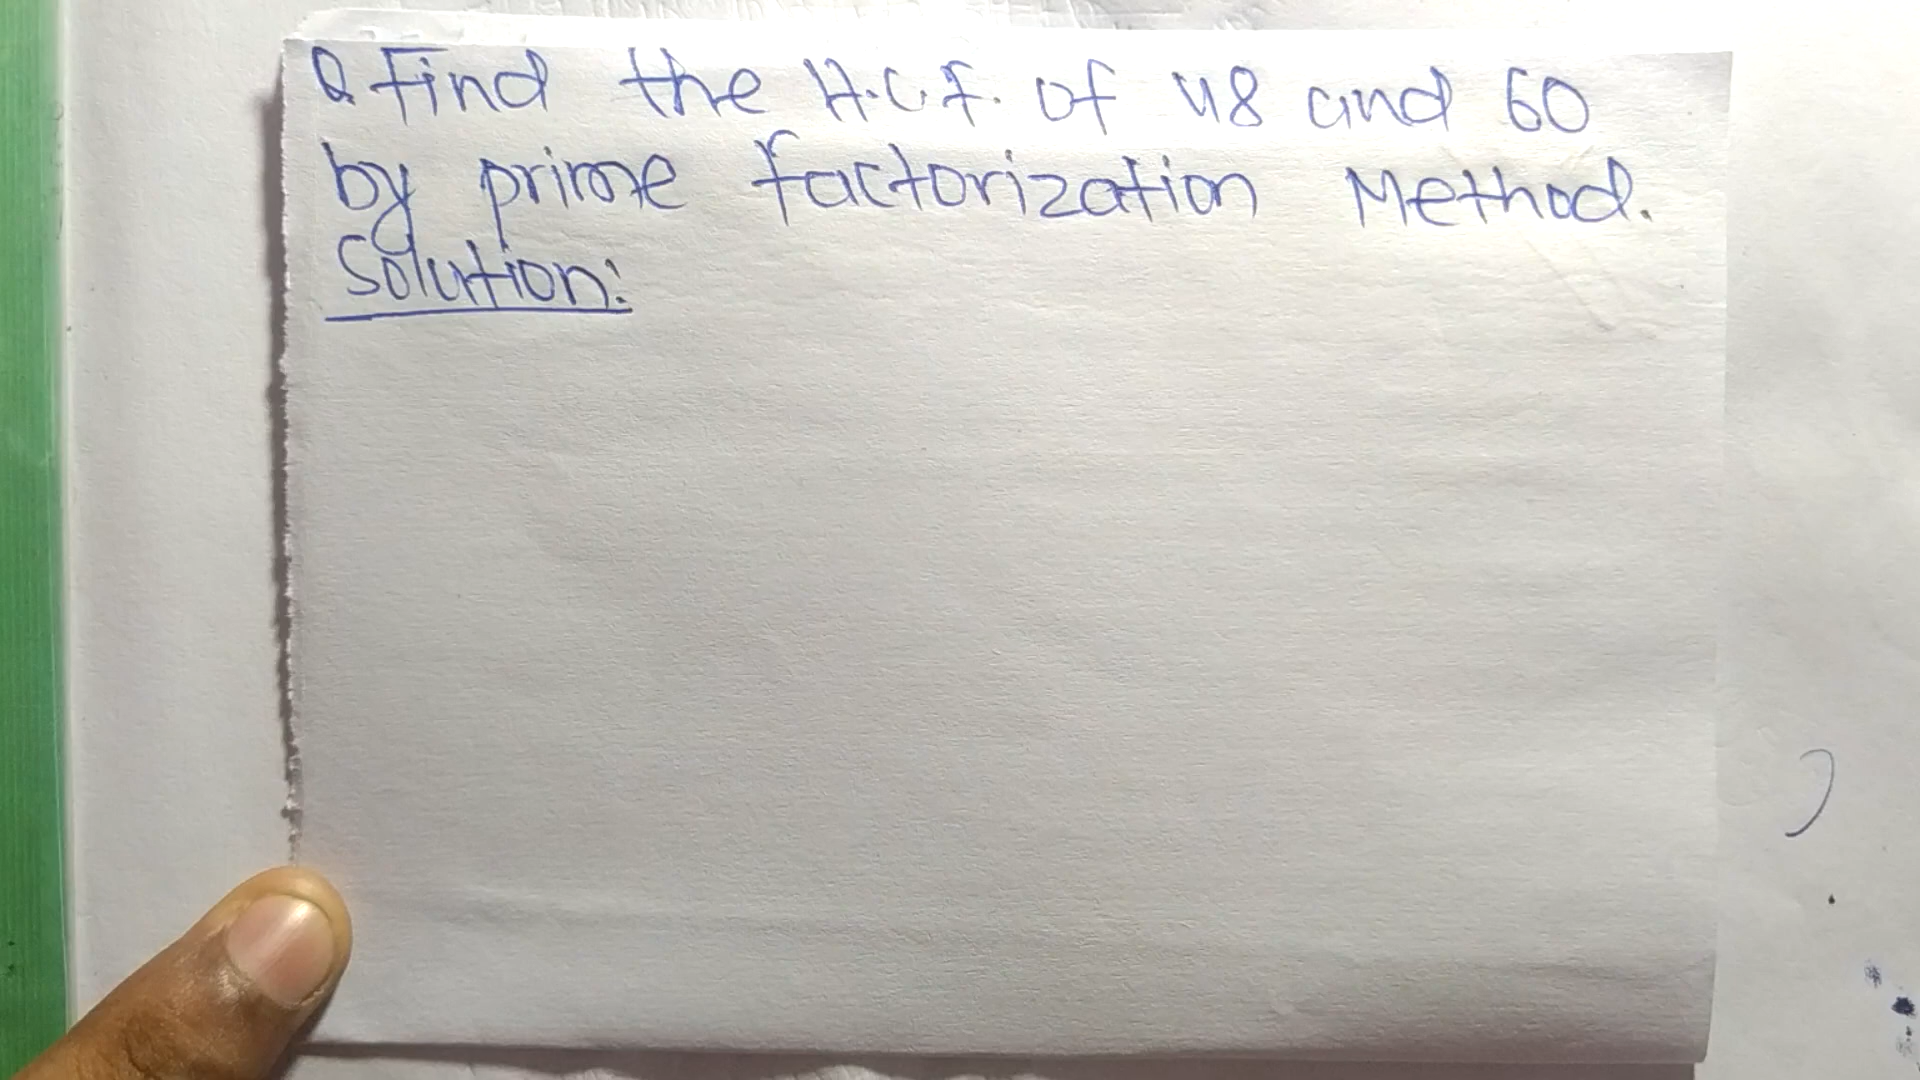 Q Find the H.C.F. of 48 and 60
by prime factorization Method.
Solution: